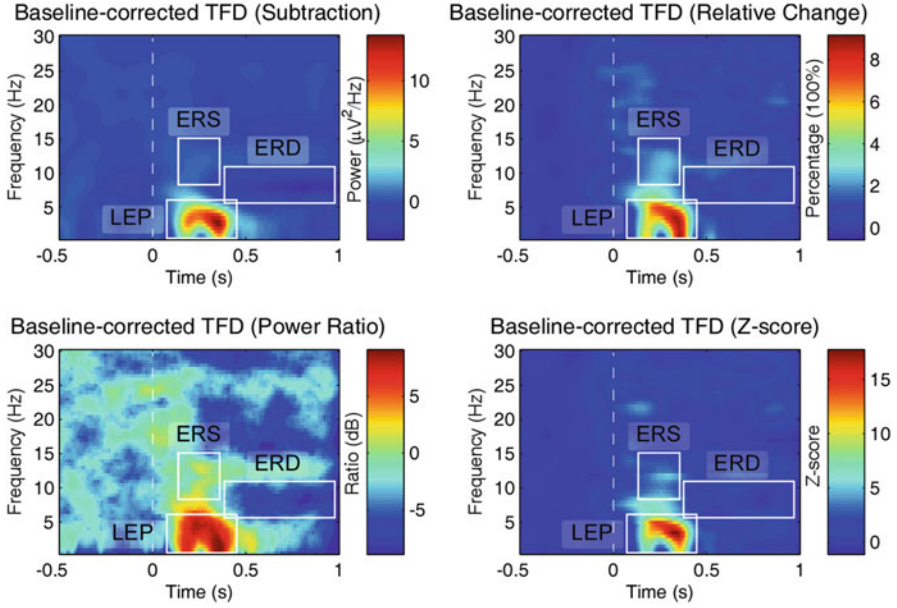 Baseline-corrected TFD (Subtraction)
30
25
20
15
10
5
Frequency (Hz)
ERS
ERD
LEP
-0.5
0
0.5
1
Time (s)
10
5
0
Power (μV²/Hz)
Baseline-corrected TFD (Relative Change)
30
25
20
15
10
5
Frequency (Hz)
ERS
ERD
LEP
-0.5
0
0.5
1
Time (s)
8
6
4
2
0
Percentage (100%)
Baseline-corrected TFD (Power Ratio)
30
25
20
15
10
5
Frequency (Hz)
ERS
ERD
LEP
-0.5
0
0.5
1
Time (s)
5
0
-5
Ratio (dB)
Baseline-corrected TFD (Z-score)
30
25
20
15
10
5
Frequency (Hz)
ERS
ERD
LEP
-0.5
0
0.5
1
Time (s)
15
10
5
0
Z-score